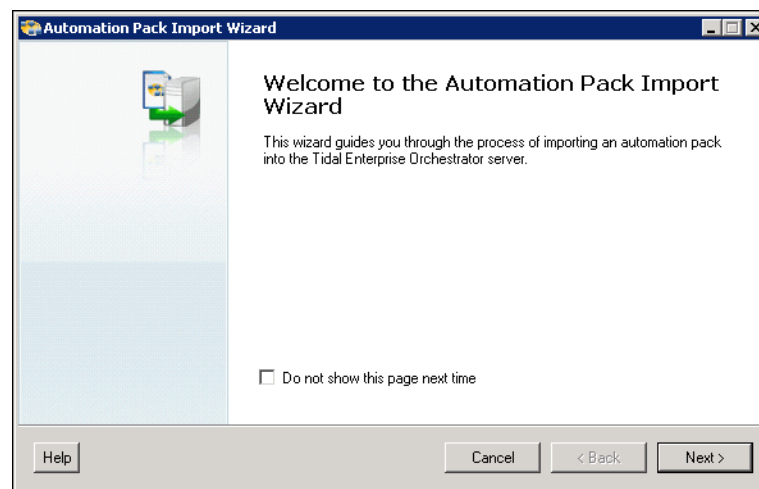 Automation Pack Import Wizard
Welcome to the Automation Pack Import
Wizard
This wizard guides you through the process of importing an automation pack
into the Tidal Enterprise Orchestrator server.
Do not show this page next time
Help
Cancel
< Back
Next >